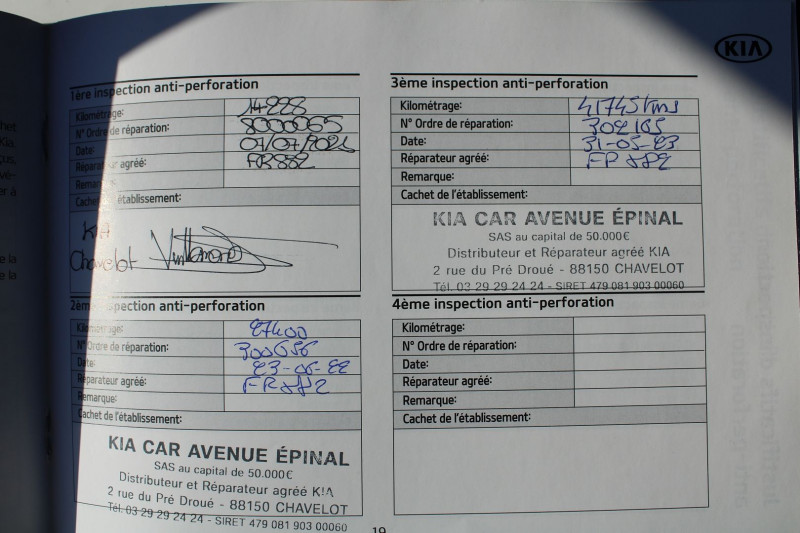 KIA
1ère inspection anti-perforation
Kilométrage: 14228
N° Ordre de réparation: 8000065
Date: 07/07/2021
Réparateur agréé: FR882
Remarque:
Cachet de l'établissement:
KIA
Chavelot
2ème inspection anti-perforation
Kilométrage: 27400
N° Ordre de réparation: 300656
Date: 23-06-22
Réparateur agréé: FR882
Remarque:
Cachet de l'établissement:
KIA CAR AVENUE ÉPINAL
SAS au capital de 50.000€
Distributeur et Réparateur agréé KIA
2 rue du Pré Droué - 88150 CHAVELOT
Tél. 03 29 29 24 24 - SIRET 479 081 903 00060
3ème inspection anti-perforation
Kilométrage: 41745 kms
N° Ordre de réparation: 302165
Date: 31-05-23
Réparateur agréé: FR882
Remarque:
Cachet de l'établissement:
KIA CAR AVENUE ÉPINAL
SAS au capital de 50.000€
Distributeur et Réparateur agréé KIA
2 rue du Pré Droué - 88150 CHAVELOT
Tél. 03 29 29 24 24 - SIRET 479 081 903 00060
4ème inspection anti-perforation
Kilométrage:
N° Ordre de réparation:
Date:
Réparateur agréé:
Remarque:
Cachet de l'établissement:
19